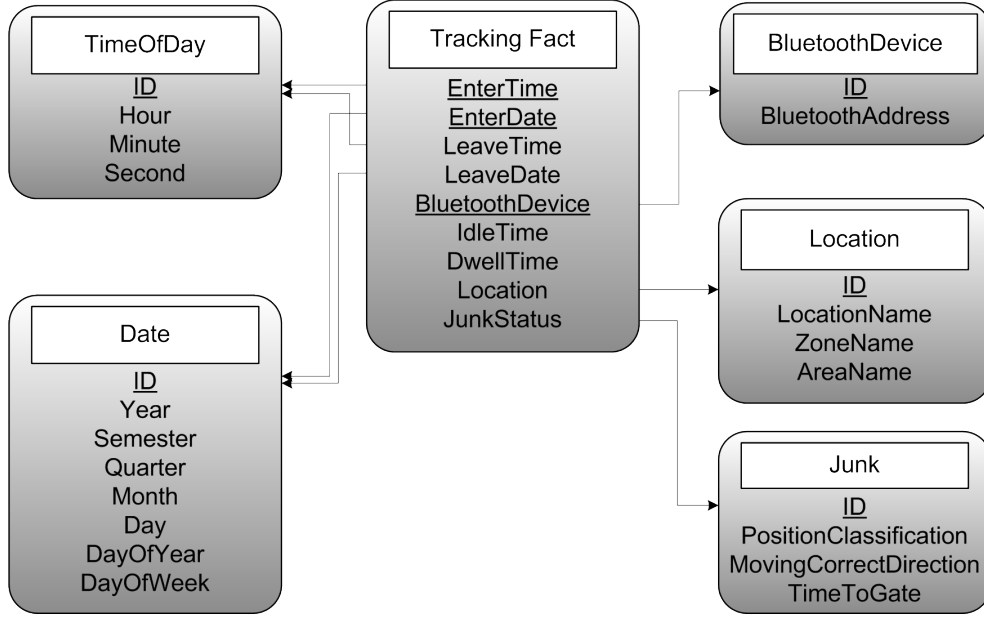 TimeOfDay
ID
Hour
Minute
Second
Date
ID
Year
Semester
Quarter
Month
Day
DayOfYear
DayOfWeek
Tracking Fact
EnterTime
EnterDate
LeaveTime
LeaveDate
BluetoothDevice
IdleTime
DwellTime
Location
JunkStatus
BluetoothDevice
ID
BluetoothAddress
Location
ID
LocationName
ZoneName
AreaName
Junk
ID
PositionClassification
MovingCorrectDirection
TimeToGate